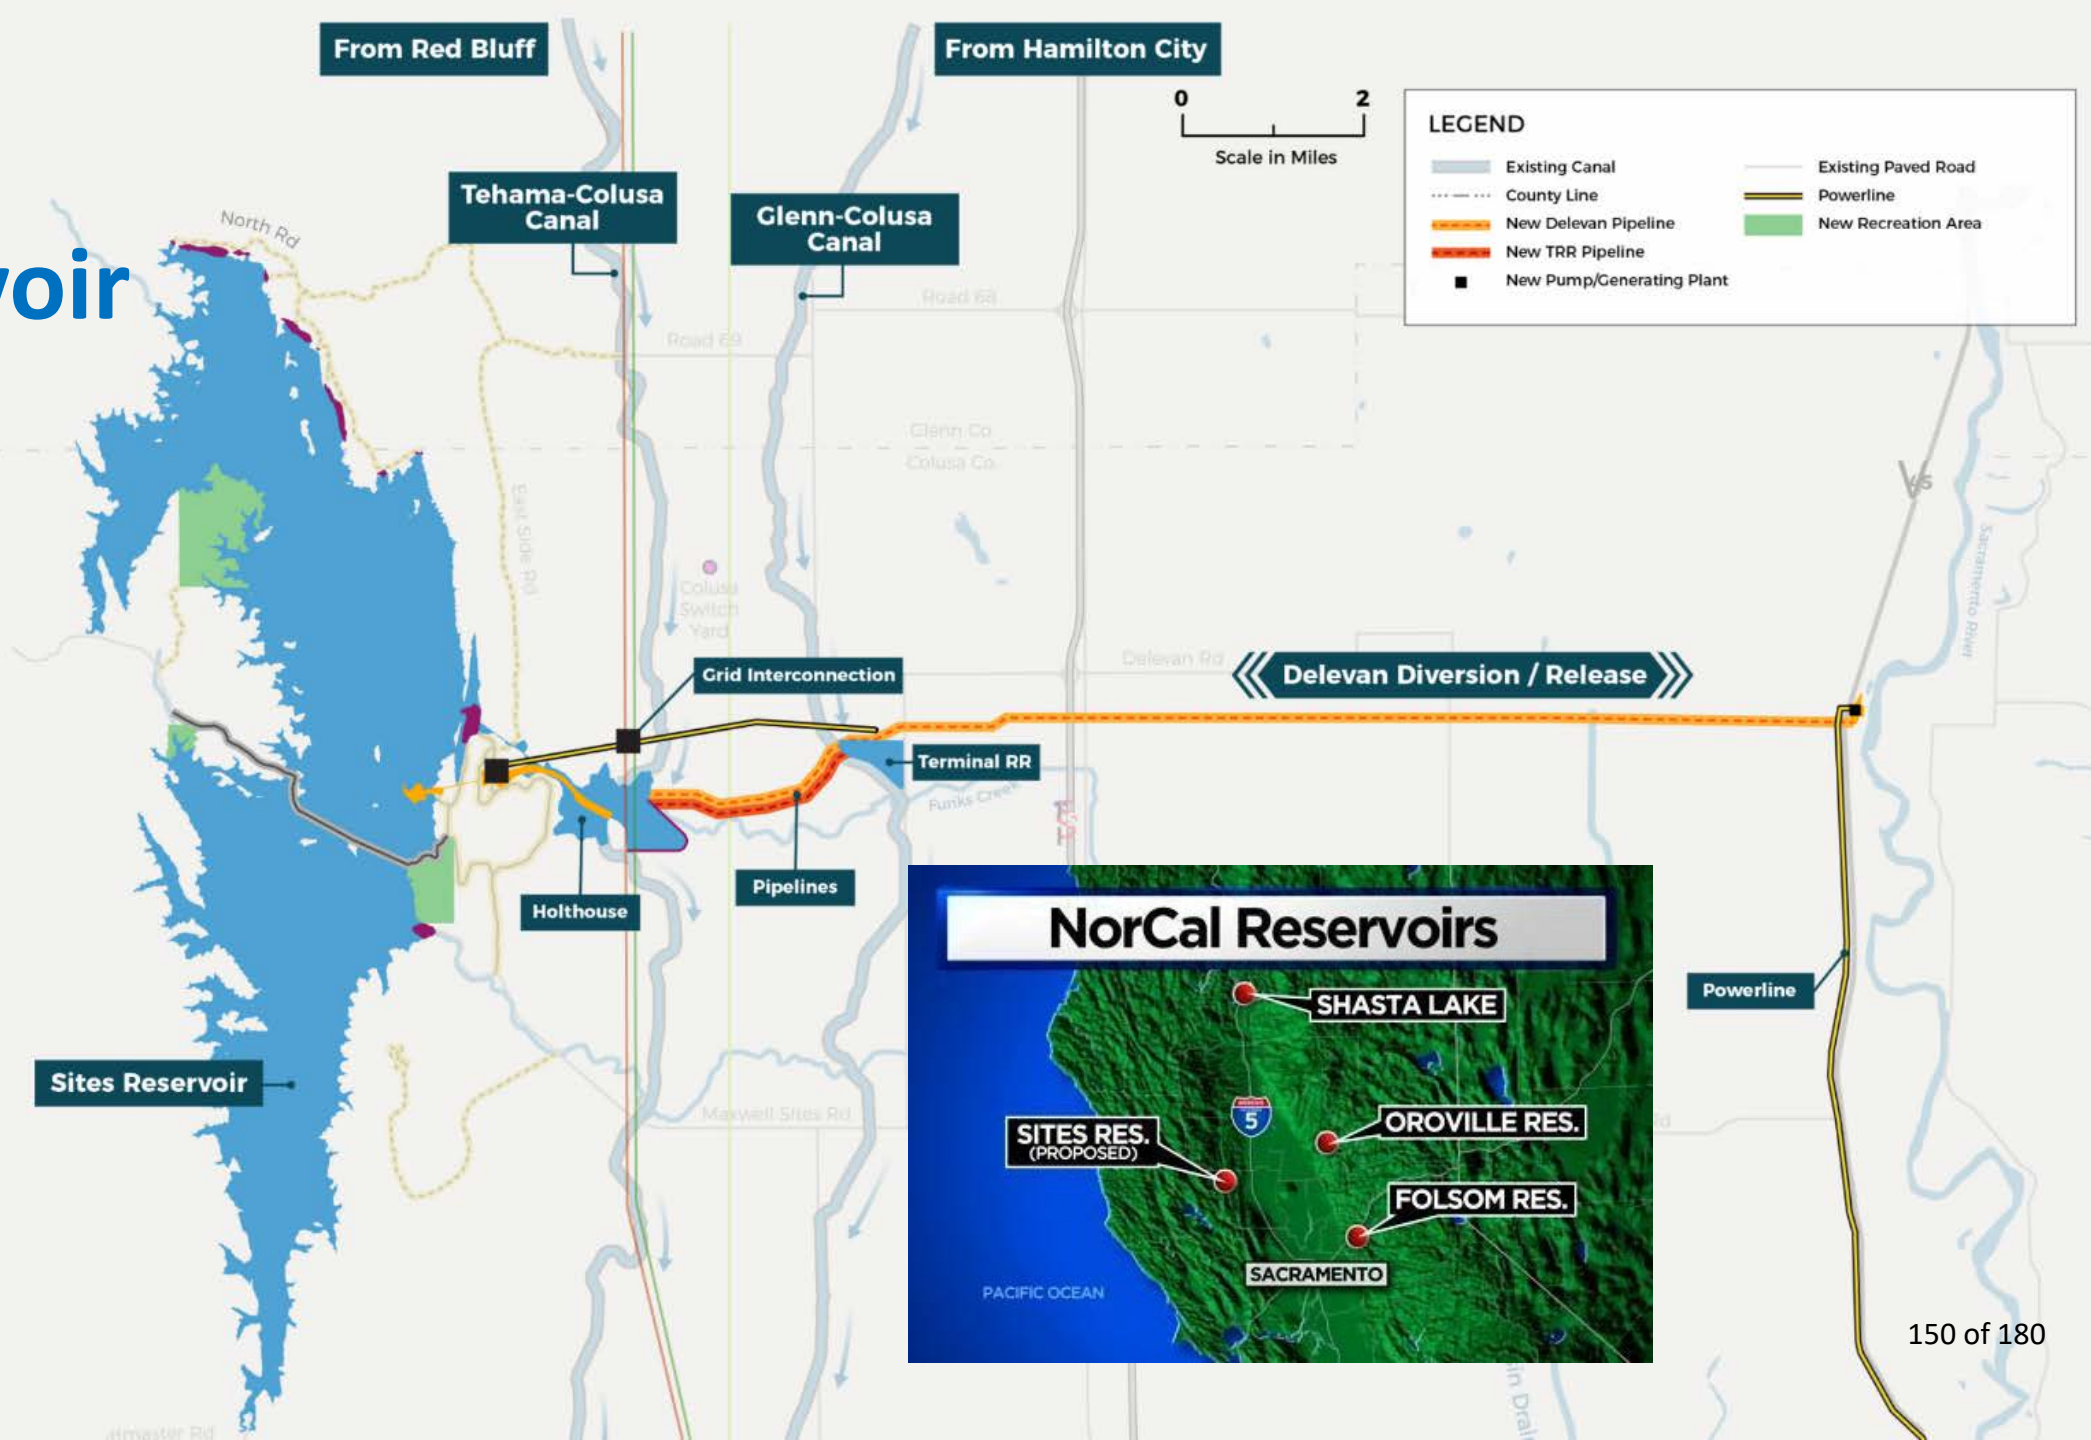 From Red Bluff
From Hamilton City
0 2
Scale in Miles
LEGEND
Existing Canal
County Line
New Delevan Pipeline
New TRR Pipeline
New Pump/Generating Plant
Existing Paved Road
Powerline
New Recreation Area
Tehama-Colusa
Canal
Glenn-Colusa
Canal
North Rd
voir
Road 68
Road 69
Glenn Co
Colusa Co.
East Side Rd
45
Sacramento River
Colusa
Switch
Yard
Grid Interconnection
Delevan Rd
Delevan Diversion / Release
Terminal RR
Funks Creek
Pipelines
Holthouse
Powerline
Sites Reservoir
Maxwell Sites Rd
Rd
NorCal Reservoirs
SHASTA LAKE
5
OROVILLE RES.
SITES RES.
(PROPOSED)
FOLSOM RES.
SACRAMENTO
PACIFIC OCEAN
150 of 180